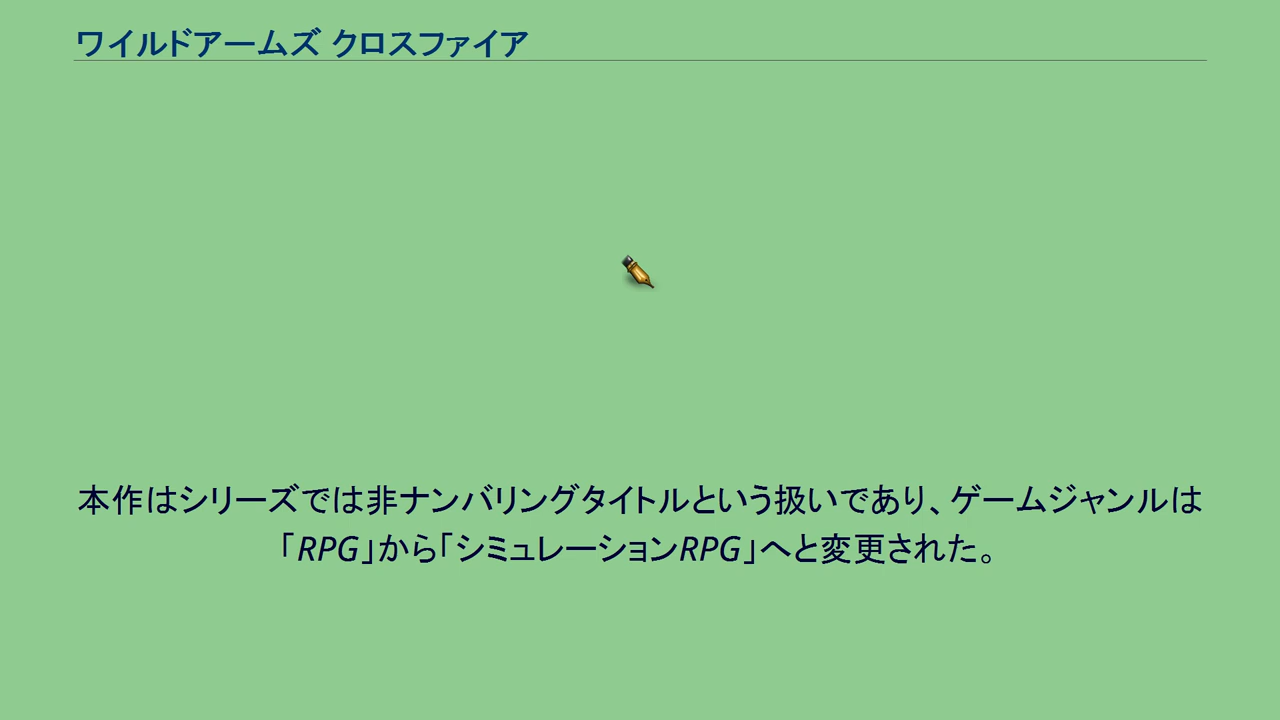 ワイルドアームズ クロスファイア
本作はシリーズでは非ナンバリングタイトルという扱いであり、ゲームジャンルは
「RPG」から「シミュレーションRPG」へと変更された。